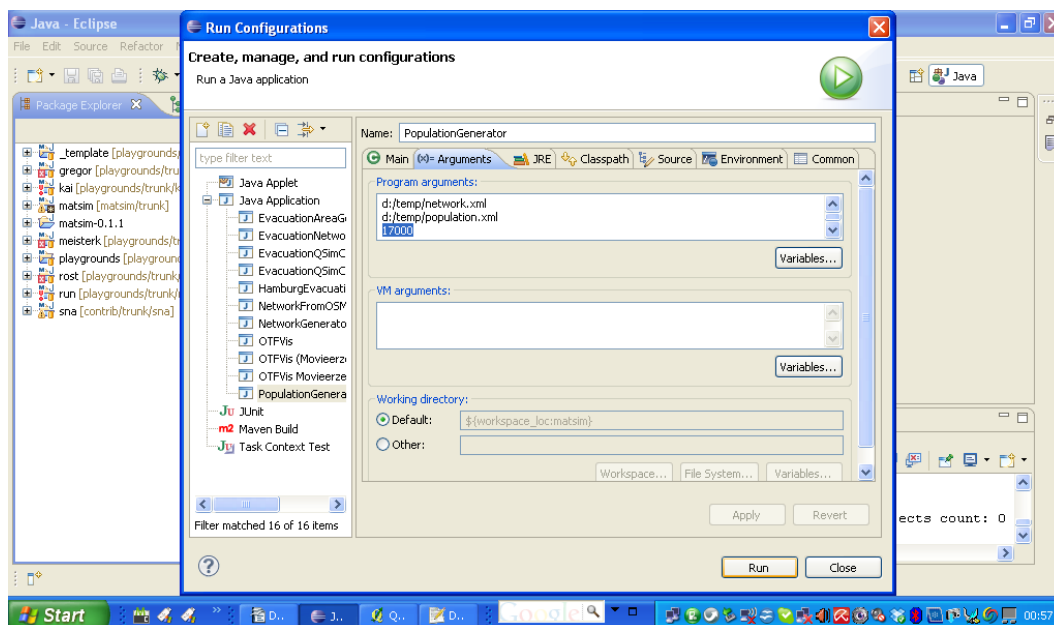 Java - Eclipse
File Edit Source Refactor
Package Explorer
_template [playgrounds/
gregor [playgrounds/tru
kai [playgrounds/trunk/k
matsim [matsim/trunk]
matsim-0.1.1
meisterk [playgrounds/tr
playgrounds [playground
rost [playgrounds/trunk/
run [playgrounds/trunk/r
sna [contrib/trunk/sna]
Java
Run Configurations
Create, manage, and run configurations
Run a Java application
type filter text
Java Applet
Java Application
EvacuationAreaG
EvacuationNetwo
EvacuationQSimC
EvacuationQSimC
HamburgEvacuati
NetworkFromOSM
NetworkGenerato
OTFVis
OTFVis (Movieerz
OTFVis Movieerze
PopulationGenera
JUnit
m2 Maven Build
Task Context Test
Filter matched 16 of 16 items
Name: PopulationGenerator
Main (x)= Arguments JRE Classpath Source Environment Common
Program arguments:
d:/temp/network.xml
d:/temp/population.xml
17000
Variables...
VM arguments:
Variables...
Working directory:
Default: ${workspace_loc:matsim}
Other:
Workspace... File System... Variables...
Apply Revert
Run Close
ects count: 0
Start D.. J.. Q.. D.. Google 00:57